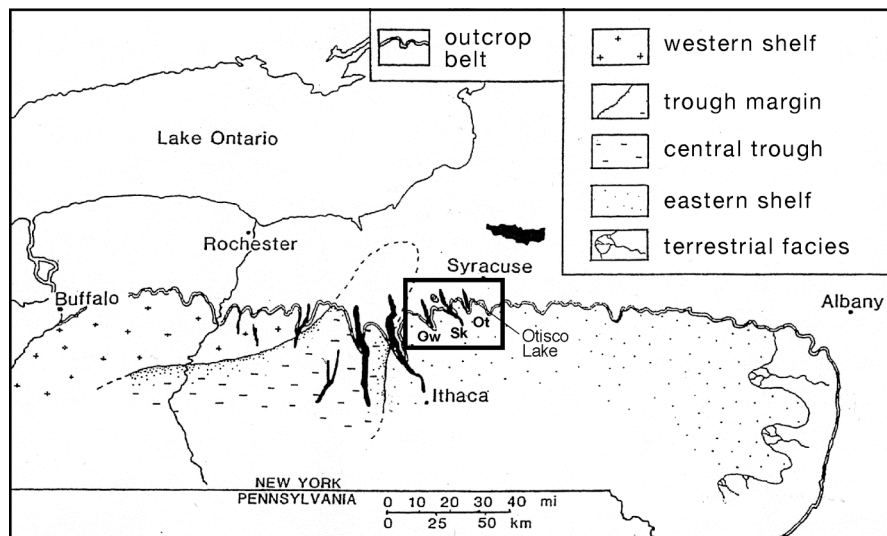 outcrop
belt
western shelf
trough margin
central trough
eastern shelf
terrestrial facies
Lake Ontario
Rochester
Syracuse
Buffalo
Albany
Ow
Sk
Ot
Otisco
Lake
Ithaca
NEW YORK
PENNSYLVANIA
0 10 20 30 40 mi
0 25 50 km